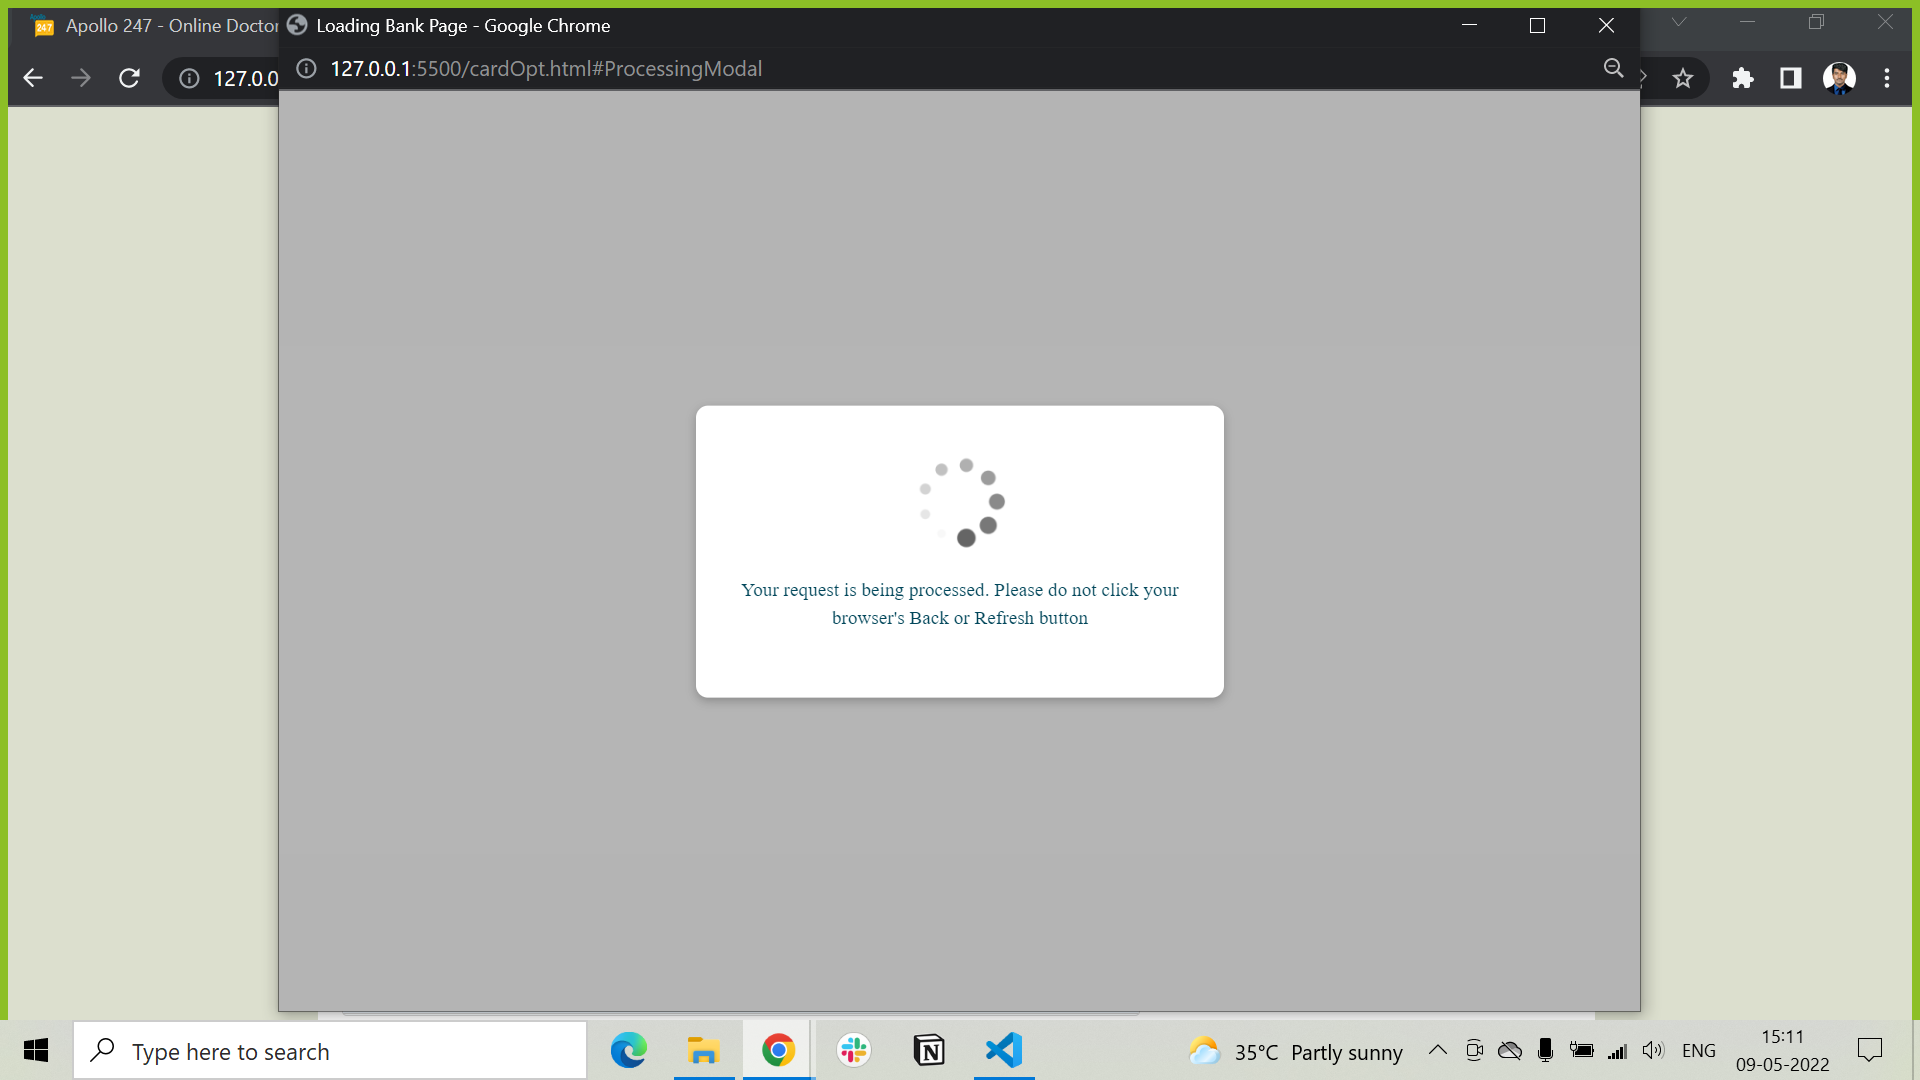 Apollo 247 - Online Doctor
Loading Bank Page - Google Chrome
127.0.0
127.0.0.1:5500/cardOpt.html#ProcessingModal
Your request is being processed. Please do not click your
browser's Back or Refresh button
Type here to search
35°C Partly sunny
ENG
15:11
09-05-2022